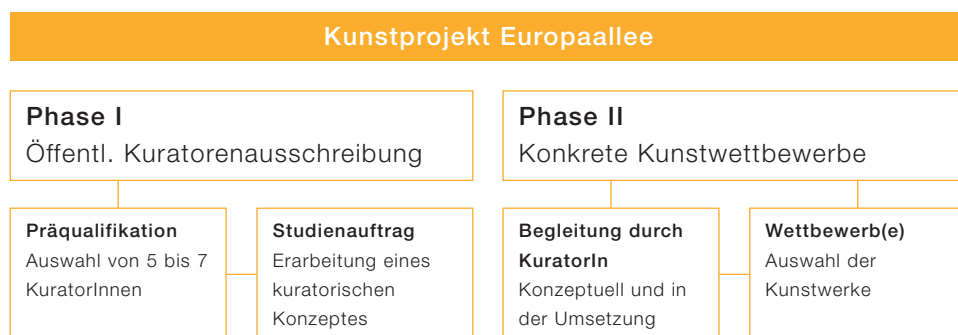 Kunstprojekt Europaallee
Phase I
Öffentl. Kuratorenausschreibung
Präqualifikation
Auswahl von 5 bis 7
KuratorInnen
Studienauftrag
Erarbeitung eines
kuratorischen
Konzeptes
Phase II
Konkrete Kunstwettbewerbe
Begleitung durch
KuratorIn
Konzeptuell und in
der Umsetzung
Wettbewerb(e)
Auswahl der
Kunstwerke